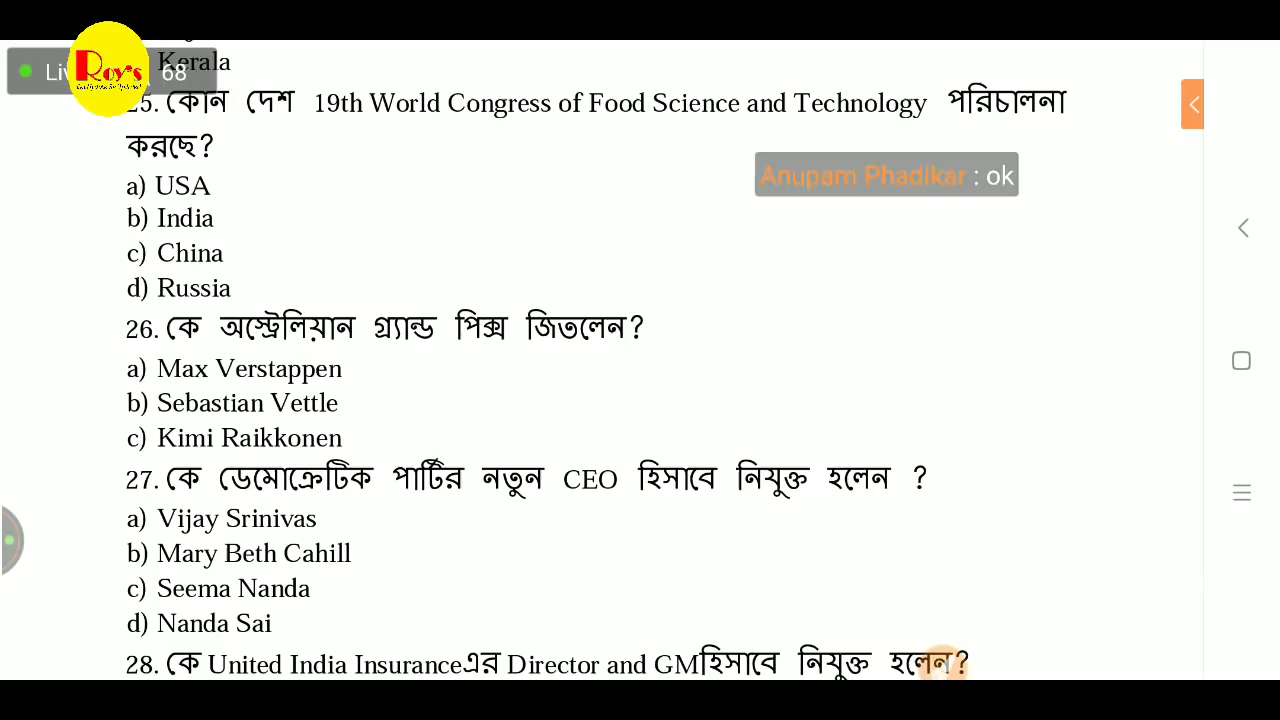 Kerala
Liv 68
Roy's
25. কোন দেশ 19th World Congress of Food Science and Technology পরিচালনা
করছে?
Anupam Phadikar : ok
a) USA
b) India
c) China
d) Russia
26. কে অস্ট্রেলিয়ান গ্র্যান্ড পিক্স জিতলেন?
a) Max Verstappen
b) Sebastian Vettle
c) Kimi Raikkonen
27. কে ডেমোক্রেটিক পার্টির নতুন CEO হিসাবে নিযুক্ত হলেন ?
a) Vijay Srinivas
b) Mary Beth Cahill
c) Seema Nanda
d) Nanda Sai
28. কে United India Insuranceএর Director and GMহিসাবে নিযুক্ত হলেন?